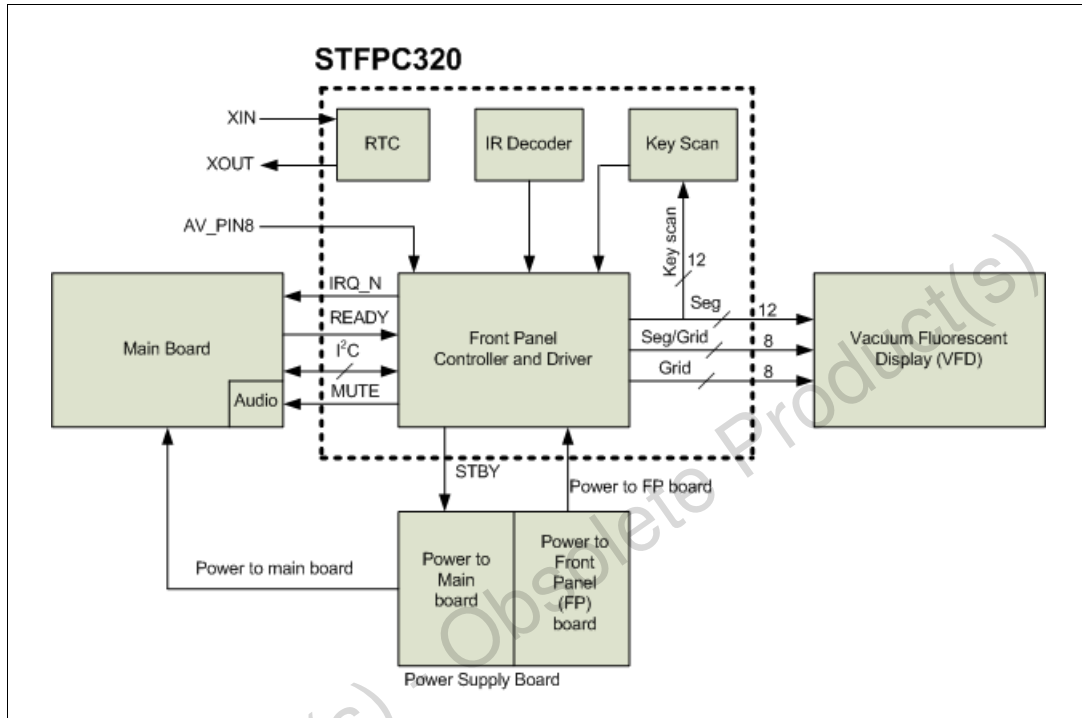 STFPC320
XIN
XOUT
RTC
IR Decoder
Key Scan
AV_PIN8
Key scan
12
Main Board
Audio
IRQ_N
READY
I²C
MUTE
Front Panel
Controller and Driver
Seg
12
Seg/Grid
8
Grid
8
Vacuum Fluorescent
Display (VFD)
STBY
Power to FP board
Power to main board
Power to
Main
board
Power to
Front
Panel
(FP)
board
Power Supply Board
Obsolete Product(s)
(s)